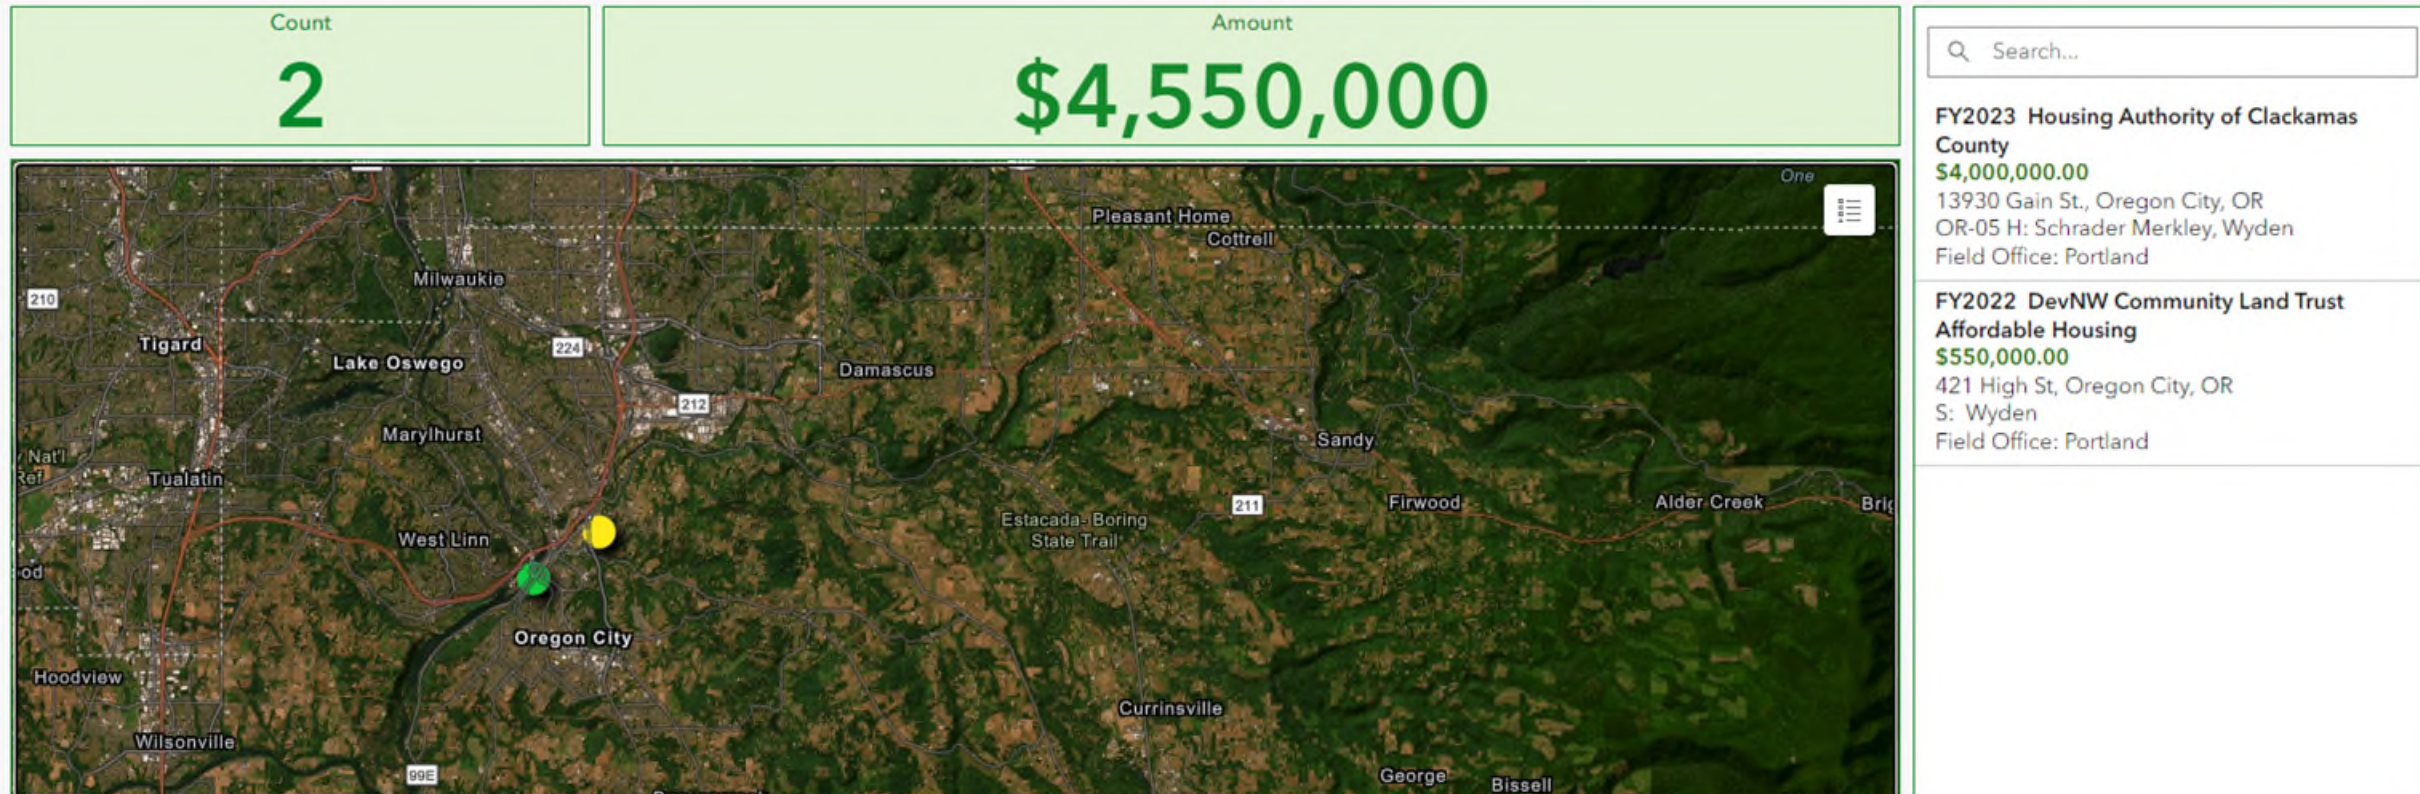 Count
2
Amount
$4,550,000
Search...
FY2023 Housing Authority of Clackamas
County
$4,000,000.00
13930 Gain St., Oregon City, OR
OR-05 H: Schrader Merkley, Wyden
Field Office: Portland
FY2022 DevNW Community Land Trust
Affordable Housing
$550,000.00
421 High St, Oregon City, OR
S: Wyden
Field Office: Portland
One
Pleasant Home
Cottrell
Milwaukie
210
Tigard
Lake Oswego
224
Damascus
212
Marylhurst
Sandy
Nat'l
Ref
Tualatin
211
Firwood
Alder Creek
Brig
Estacada- Boring
State Trail
West Linn
od
Oregon City
Hoodview
Currinsville
Wilsonville
99E
George
Bissell